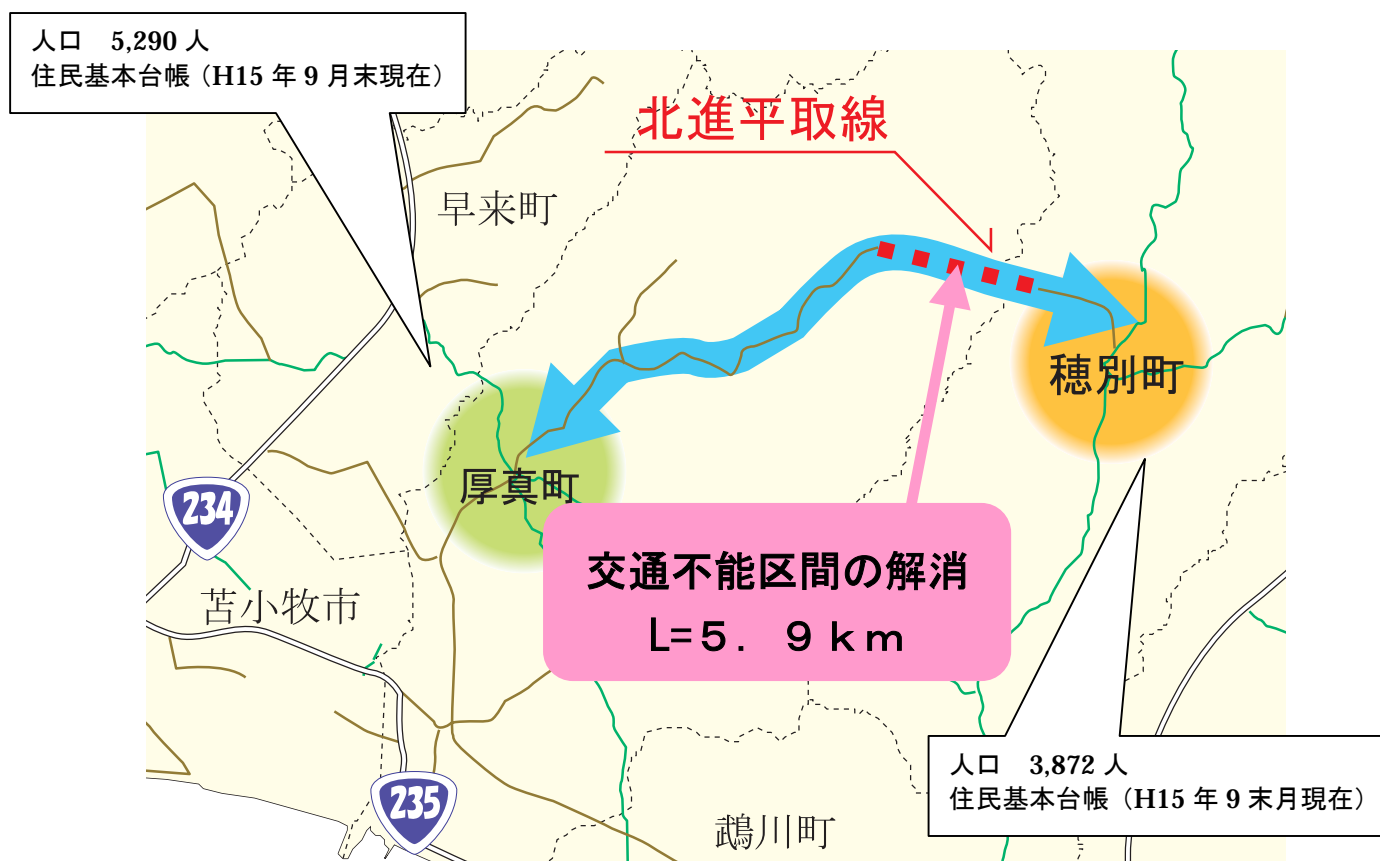 人口　5,290 人
住民基本台帳（H15 年 9 月末現在）
北進平取線
早来町
穂別町
厚真町
234
交通不能区間の解消
L=５．９ｋｍ
苫小牧市
人口　3,872 人
住民基本台帳（H15 年 9 末月現在）
235
鵡川町